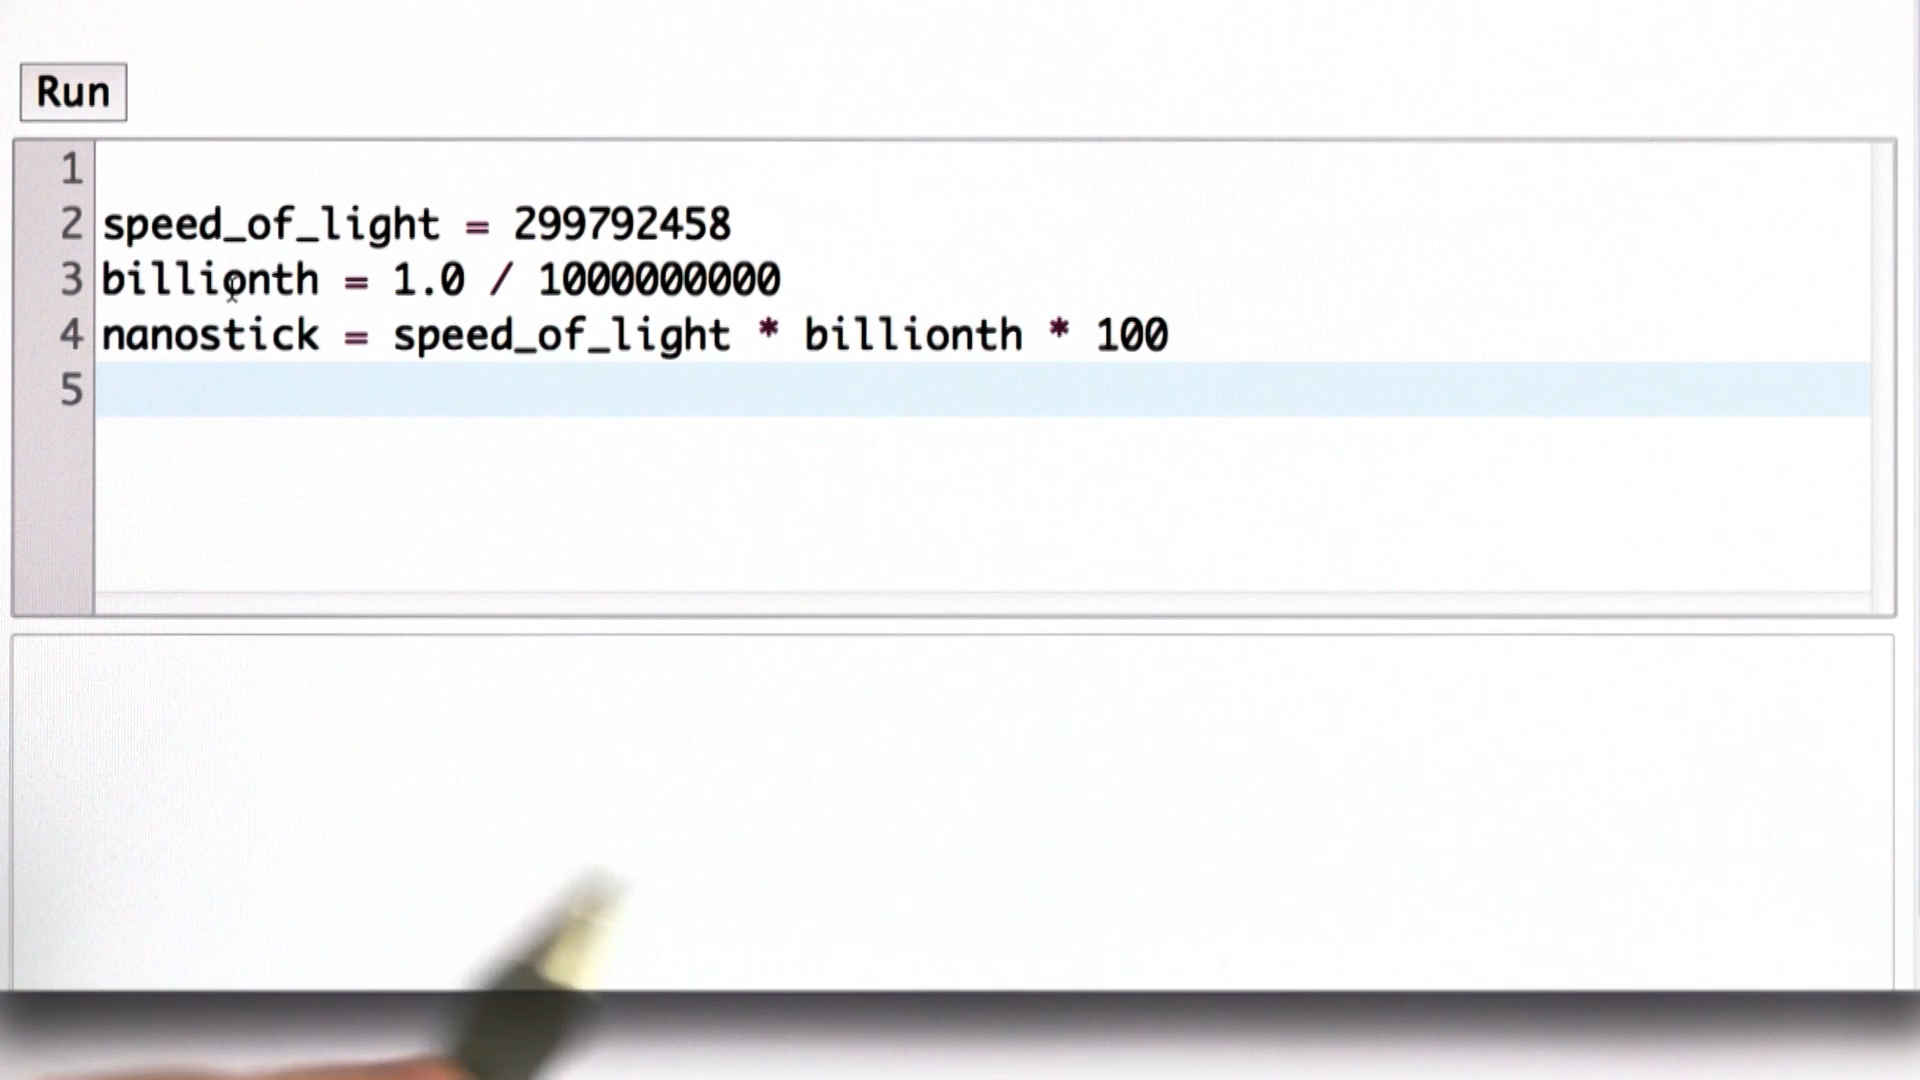 Run
1
2 speed_of_light = 299792458
3 billionth = 1.0 / 1000000000
4 nanostick = speed_of_light * billionth * 100
5